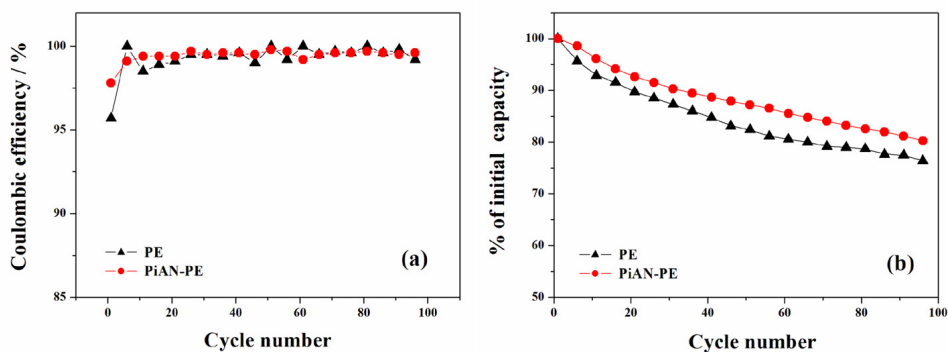 100
95
90
85
0
20
40
60
80
100
Coulombic efficiency / %
Cycle number
PE
PiAN-PE
(a)
100
90
80
70
60
50
0
20
40
60
80
100
% of initial capacity
Cycle number
PE
PiAN-PE
(b)